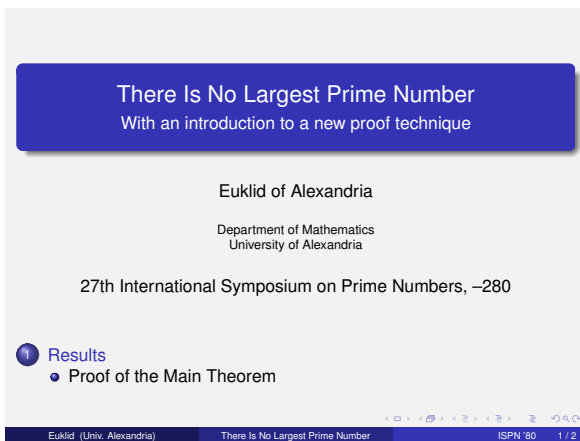 There Is No Largest Prime Number
With an introduction to a new proof technique
Euklid of Alexandria
Department of Mathematics
University of Alexandria
27th International Symposium on Prime Numbers, –280
1 Results
Proof of the Main Theorem
Euklid (Univ. Alexandria) There Is No Largest Prime Number ISPN '80 1 / 2